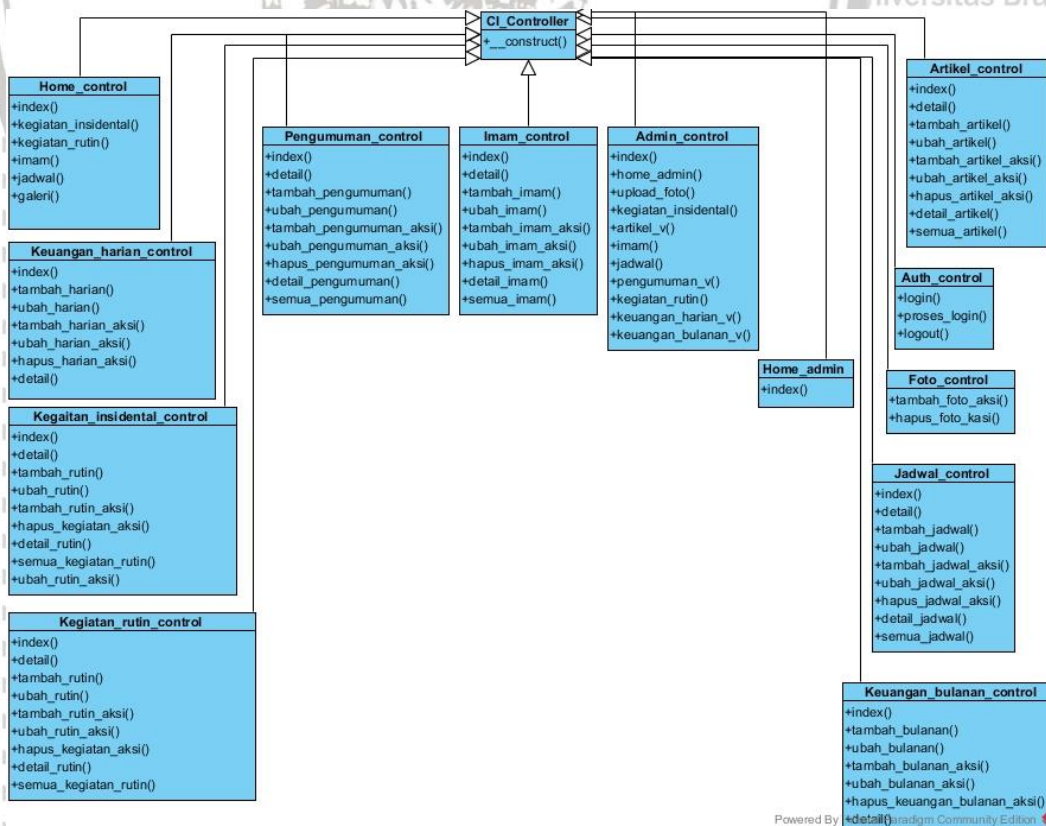 CI_Controller
+__construct()
Home_control
+index()
+kegiatan_insidental()
+kegiatan_rutin()
+imam()
+jadwal()
+galeri()
Keuangan_harian_control
+index()
+tambah_harian()
+ubah_harian()
+tambah_harian_aksi()
+ubah_harian_aksi()
+hapus_harian_aksi()
+detail()
Kegaitan_insidental_control
+index()
+detail()
+tambah_rutin()
+ubah_rutin()
+tambah_rutin_aksi()
+hapus_kegiatan_aksi()
+detail_rutin()
+semua_kegiatan_rutin()
+ubah_rutin_aksi()
Kegiatan_rutin_control
+index()
+detail()
+tambah_rutin()
+ubah_rutin()
+tambah_rutin_aksi()
+ubah_rutin_aksi()
+hapus_kegiatan_aksi()
+detail_rutin()
+semua_kegiatan_rutin()
Pengumuman_control
+index()
+detail()
+tambah_pengumuman()
+ubah_pengumuman()
+tambah_pengumuman_aksi()
+ubah_pengumuman_aksi()
+hapus_pengumuman_aksi()
+detail_pengumuman()
+semua_pengumuman()
Imam_control
+index()
+detail()
+tambah_imam()
+ubah_imam()
+tambah_imam_aksi()
+ubah_imam_aksi()
+hapus_imam_aksi()
+detail_imam()
+semua_imam()
Admin_control
+index()
+home_admin()
+upload_foto()
+kegiatan_insidental()
+artikel_v()
+imam()
+jadwal()
+pengumuman_v()
+kegiatan_rutin()
+keuangan_harian_v()
+keuangan_bulanan_v()
Home_admin
+index()
Artikel_control
+index()
+detail()
+tambah_artikel()
+ubah_artikel()
+tambah_artikel_aksi()
+ubah_artikel_aksi()
+hapus_artikel_aksi()
+detail_artikel()
+semua_artikel()
Auth_control
+login()
+proses_login()
+logout()
Foto_control
+tambah_foto_aksi()
+hapus_foto_kasi()
Jadwal_control
+index()
+detail()
+tambah_jadwal()
+ubah_jadwal()
+tambah_jadwal_aksi()
+ubah_jadwal_aksi()
+hapus_jadwal_aksi()
+detail_jadwal()
+semua_jadwal()
Keuangan_bulanan_control
+index()
+tambah_bulanan()
+ubah_bulanan()
+tambah_bulanan_aksi()
+ubah_bulanan_aksi()
+hapus_keuangan_bulanan_aksi()
+detail()
Powered By Community Edition